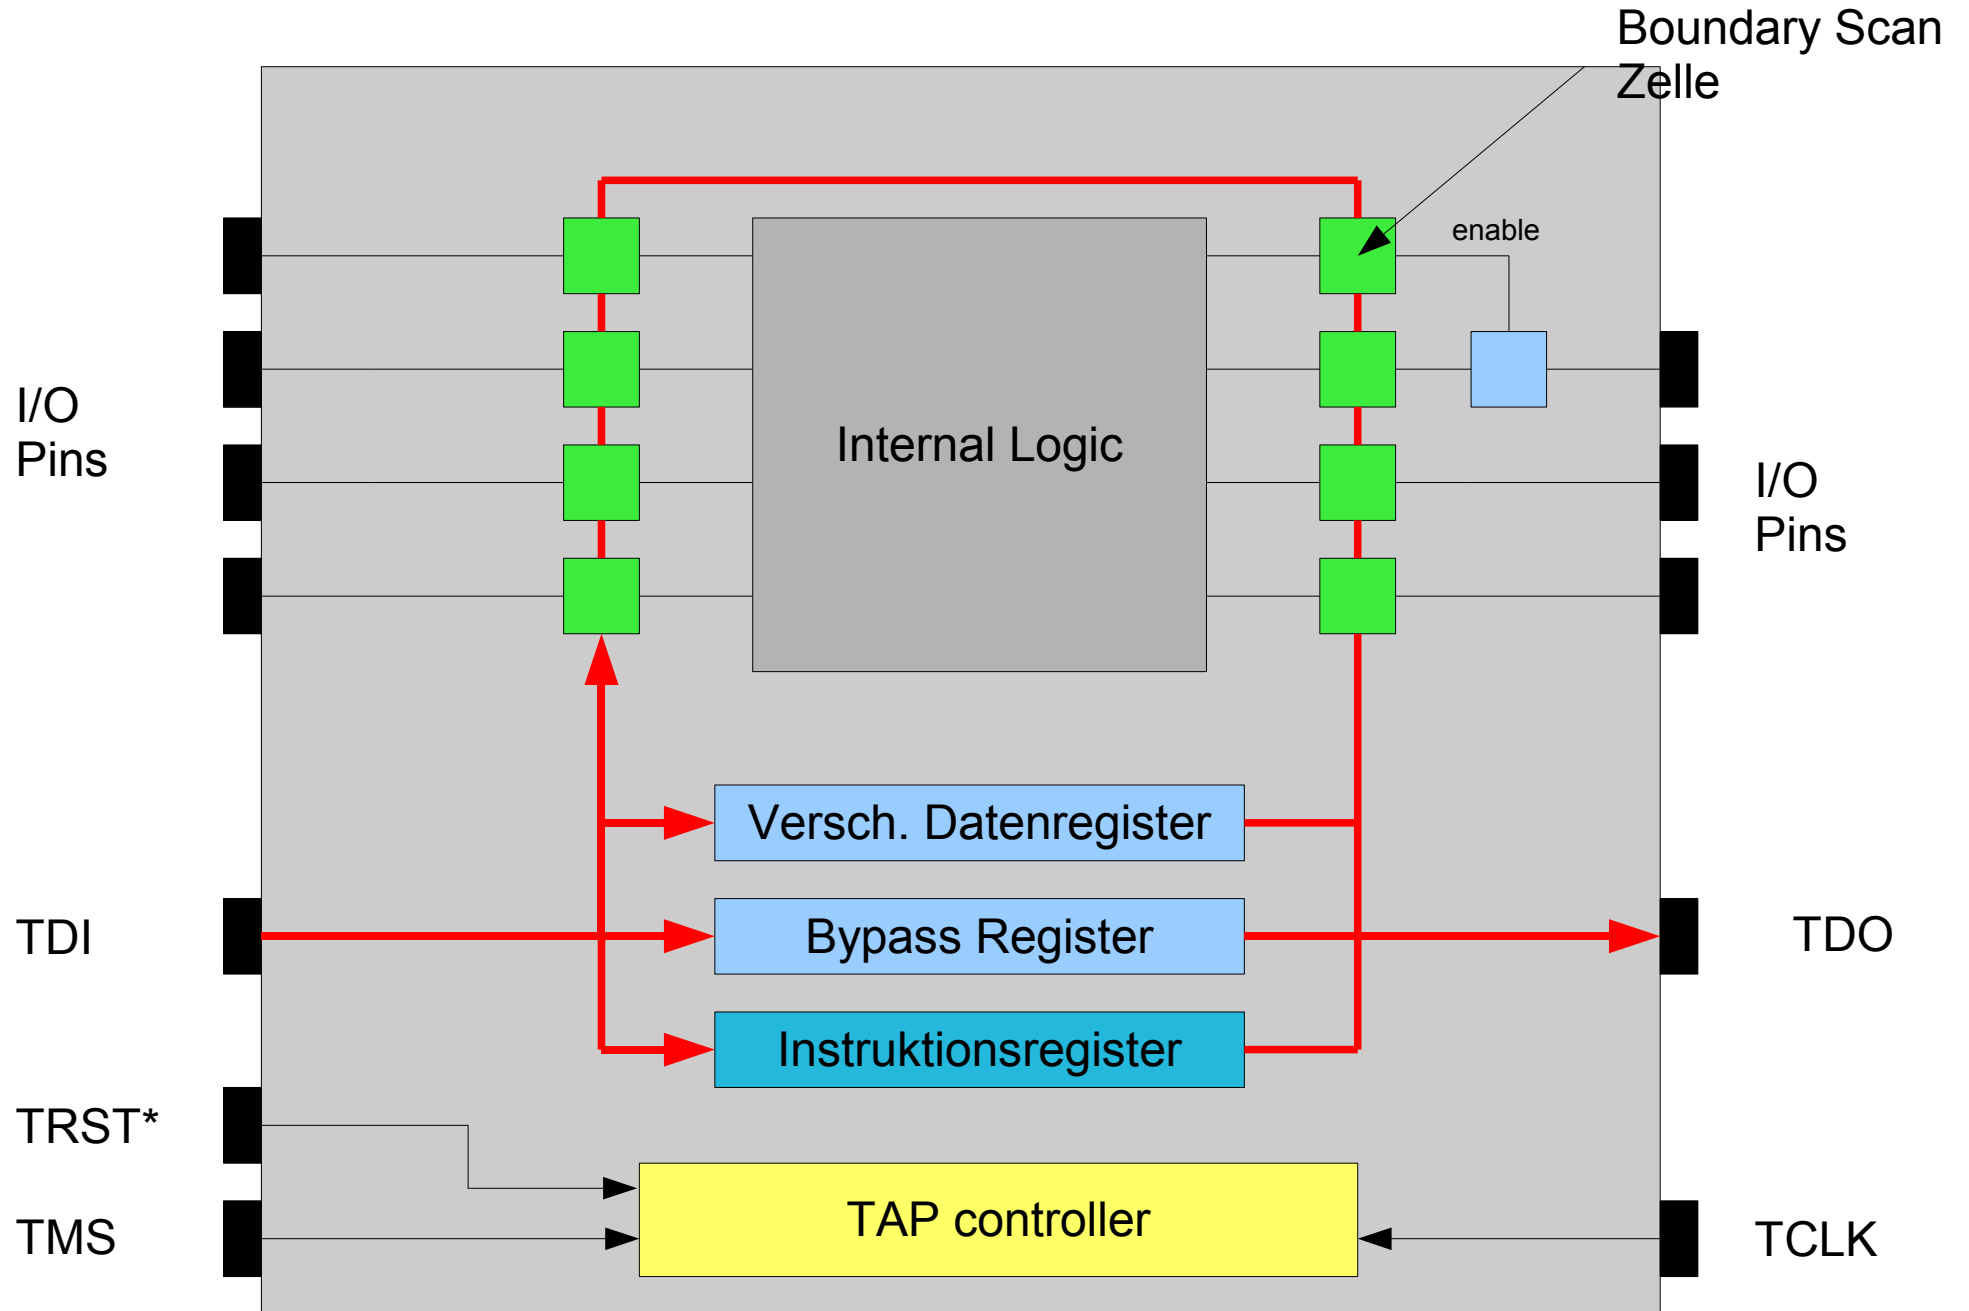 Boundary Scan
Zelle
enable
I/O
Pins
Internal Logic
I/O
Pins
Versch. Datenregister
TDI
Bypass Register
TDO
Instruktionsregister
TRST*
TAP controller
TMS
TCLK